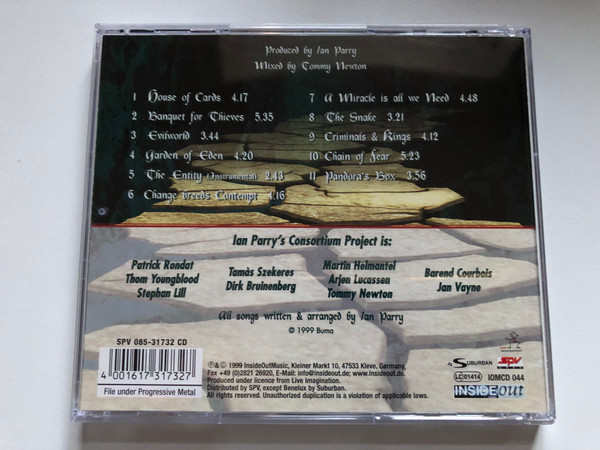 Produced by Ian Parry
Mixed by Tommy Newton
1 House of Cards 4.17
2 Banquet for Thieves 5.35
3 Evilworld 3.44
4 Garden of Eden 4.20
5 The Entity (Instrumental) 2.43
6 Change breeds Contempt 4.16
7 A Miracle is all we Need 4.48
8 The Snake 3.21
9 Criminals & Kings 4.12
10 Chain of Fear 5.23
11 Pandora's Box 3.56
Ian Parry's Consortium Project is:
Patrick Rondat
Thom Youngblood
Stephan Lill
Tamàs Szekeres
Dirk Bruinenberg
Martin Helmantel
Arjen Lucassen
Tommy Newton
Barend Courbois
Jan Vayne
All songs written & arranged by Ian Parry
© 1999 Buma
SPV 085-31732 CD
4 001617 317327
File under Progressive Metal
℗ & © 1999 InsideOutMusic, Kleiner Markt 10, 47533 Kleve, Germany,
Fax +49 (0)2821 26920, E-Mail: info@insideout.de, www.insideout.de.
Produced under licence from Live Imagination.
Distributed by SPV, except Benelux by Suburban.
All rights reserved. Unauthorized duplication is a violation of applicable laws.
SUBURBAN
SPV
LC 01414
IOMCD 044
INSIDEOUT